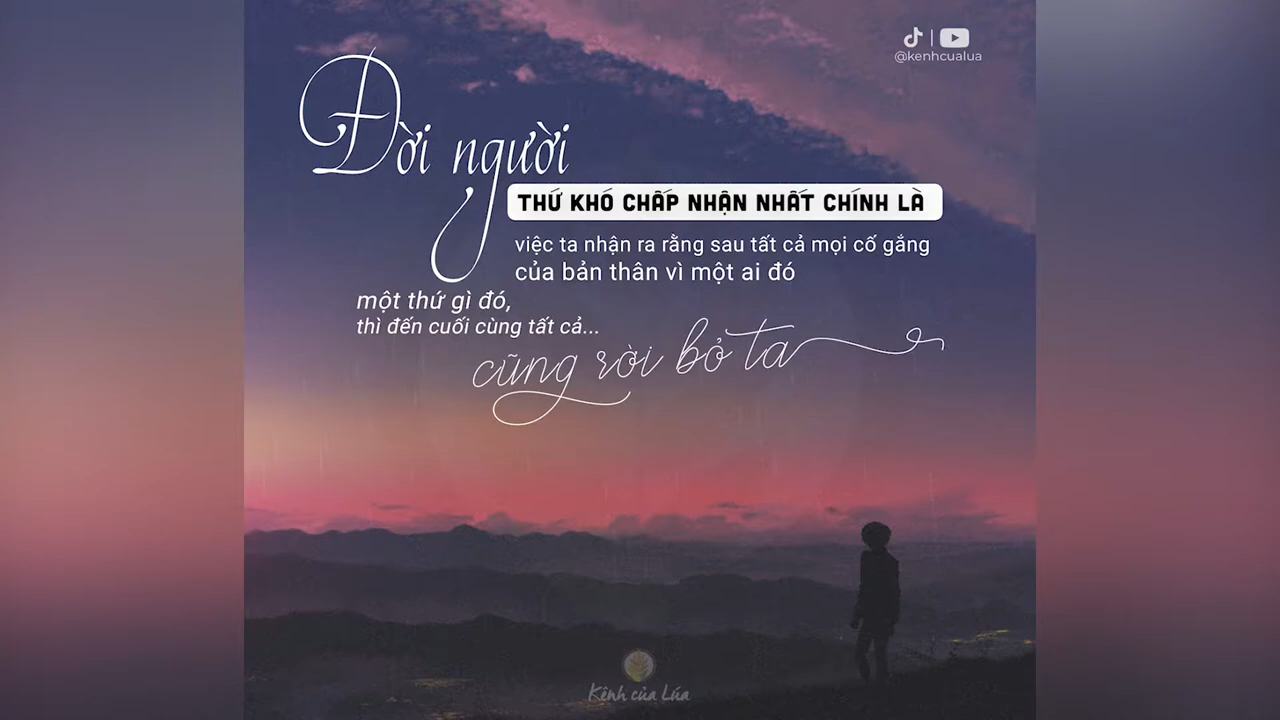 @kenhcualua
Đời người
THỨ KHÓ CHẤP NHẬN NHẤT CHÍNH LÀ
việc ta nhận ra rằng sau tất cả mọi cố gắng
của bản thân vì một ai đó
một thứ gì đó,
thì đến cuối cùng tất cả...
cũng rời bỏ ta
Kênh của Lúa